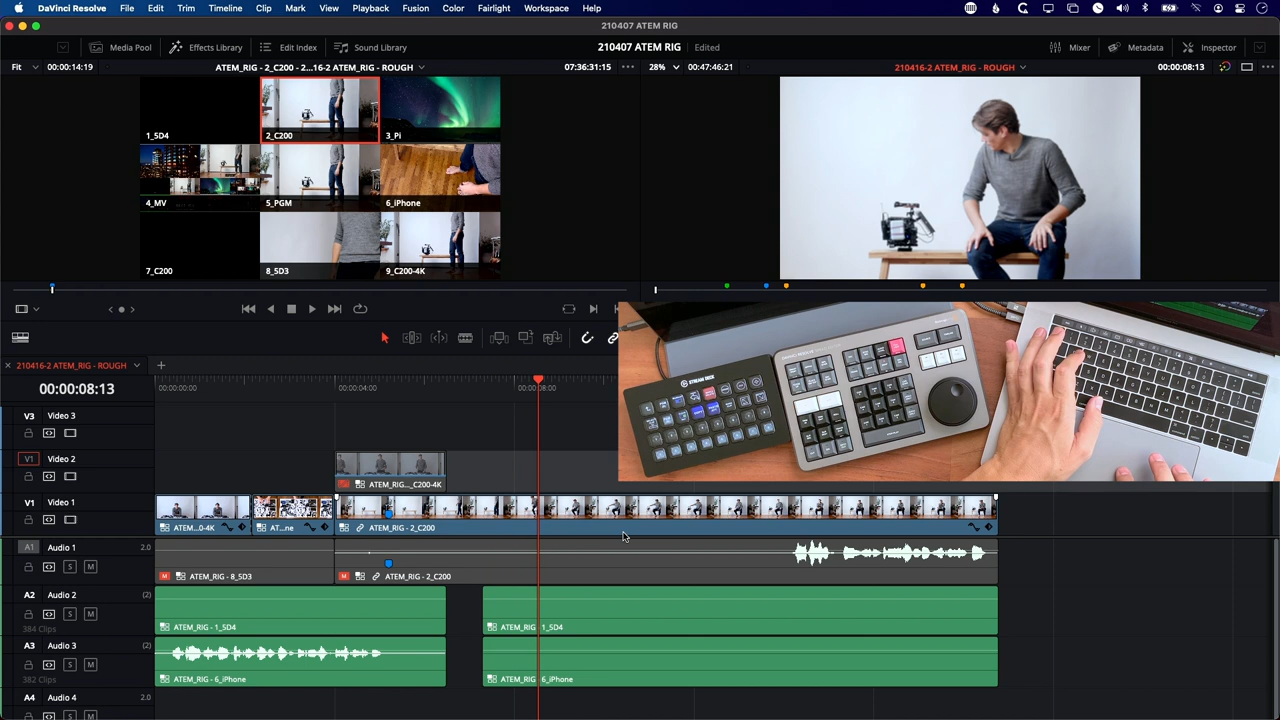 DaVinci Resolve File Edit Trim Timeline Clip Mark View Playback Fusion Color Fairlight Workspace Help
210407 ATEM RIG
Media Pool Effects Library Edit Index Sound Library 210407 ATEM RIG Edited Mixer Metadata Inspector
Fit 00:00:14:19 ATEM_RIG - 2_C200 - 2...16-2 ATEM_RIG - ROUGH 07:36:31:15 28% 00:47:46:21 210416-2 ATEM_RIG - ROUGH 00:00:08:13
1_5D4 2_C200 3_Pi
4_MV 5_PGM 6_iPhone
7_C200 8_5D3 9_C200-4K
210416-2 ATEM_RIG - ROUGH
00:00:08:13 00:00:00:00 00:00:04:00 00:00:08:00
STREAM DECK
V3 Video 3
V1 Video 2
ATEM_RIG..._C200-4K
V1 Video 1
ATEM...0-4K AT...ne ATEM_RIG - 2_C200
A1 Audio 1 2.0
S M
M ATEM_RIG - 8_5D3 M ATEM_RIG - 2_C200
A2 Audio 2 (2)
S M
384 Clips ATEM_RIG - 1_5D4 ATEM_RIG 1_5D4
A3 Audio 3 (2)
S M
382 Clips ATEM_RIG - 6_iPhone ATEM_RIG 6_iPhone
A4 Audio 4 2.0